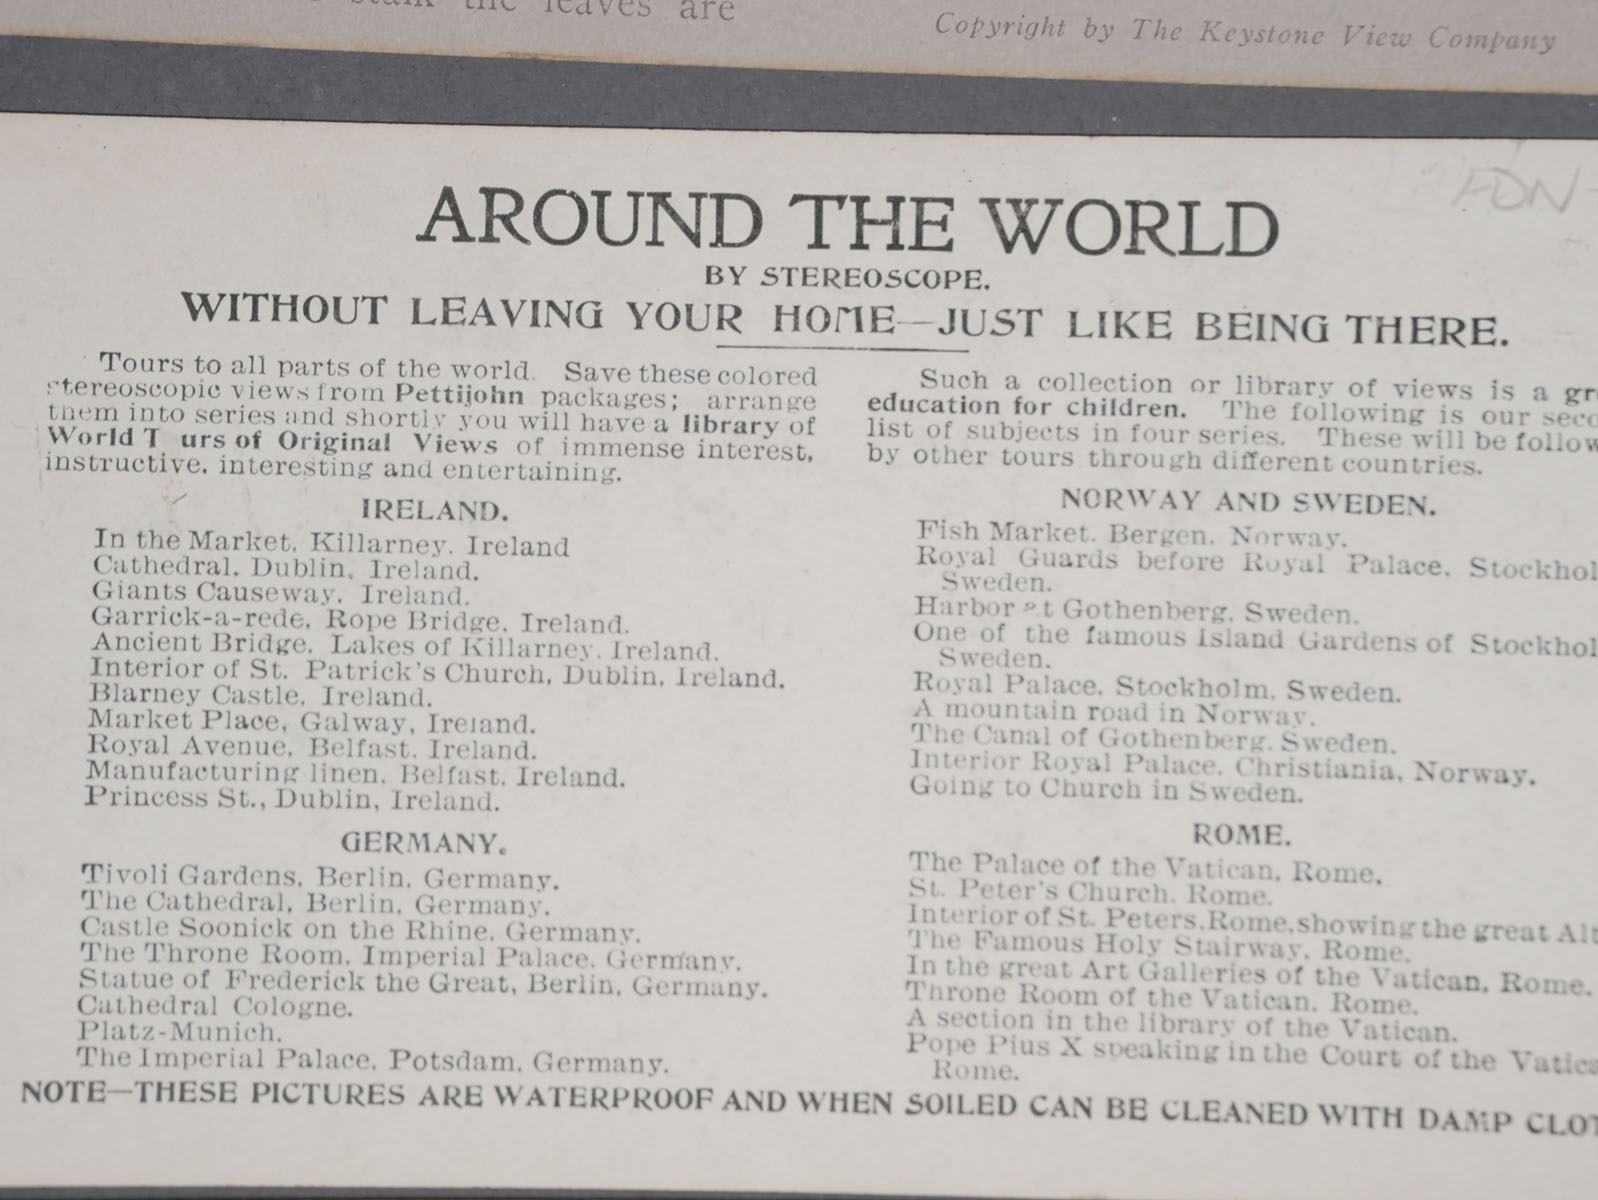 stalk the leaves are
Copyright by The Keystone View Company
AROUND THE WORLD
BY STEREOSCOPE.
WITHOUT LEAVING YOUR HOME—JUST LIKE BEING THERE.
Tours to all parts of the world. Save these colored
stereoscopic views from Pettijohn packages; arrange
them into series and shortly you will have a library of
World T urs of Original Views of immense interest,
instructive, interesting and entertaining.
IRELAND.
In the Market, Killarney. Ireland
Cathedral, Dublin, Ireland.
Giants Causeway, Ireland.
Garrick-a-rede, Rope Bridge, Ireland.
Ancient Bridge, Lakes of Killarney. Ireland.
Interior of St. Patrick's Church, Dublin, Ireland.
Blarney Castle, Ireland.
Market Place, Galway, Ireland.
Royal Avenue, Belfast, Ireland.
Manufacturing linen, Belfast, Ireland.
Princess St., Dublin, Ireland.
GERMANY.
Tivoli Gardens, Berlin, Germany.
The Cathedral, Berlin, Germany.
Castle Soonick on the Rhine, Germany.
The Throne Room, Imperial Palace, Germany.
Statue of Frederick the Great, Berlin, Germany.
Cathedral Cologne.
Platz-Munich.
The Imperial Palace, Potsdam, Germany.
Such a collection or library of views is a gr
education for children. The following is our seco
list of subjects in four series. These will be follow
by other tours through different countries.
NORWAY AND SWEDEN.
Fish Market, Bergen, Norway.
Royal Guards before Royal Palace, Stockhol
Sweden.
Harbor at Gothenberg, Sweden.
One of the famous Island Gardens of Stockhol
Sweden.
Royal Palace, Stockholm, Sweden.
A mountain road in Norway.
The Canal of Gothenberg, Sweden.
Interior Royal Palace, Christiania, Norway.
Going to Church in Sweden.
ROME.
The Palace of the Vatican, Rome.
St. Peter's Church, Rome.
Interior of St. Peters, Rome, showing the great Alt
The Famous Holy Stairway, Rome.
In the great Art Galleries of the Vatican, Rome.
Throne Room of the Vatican, Rome.
A section in the library of the Vatican.
Pope Pius X speaking in the Court of the Vatica
Rome.
NOTE—THESE PICTURES ARE WATERPROOF AND WHEN SOILED CAN BE CLEANED WITH DAMP CLOT